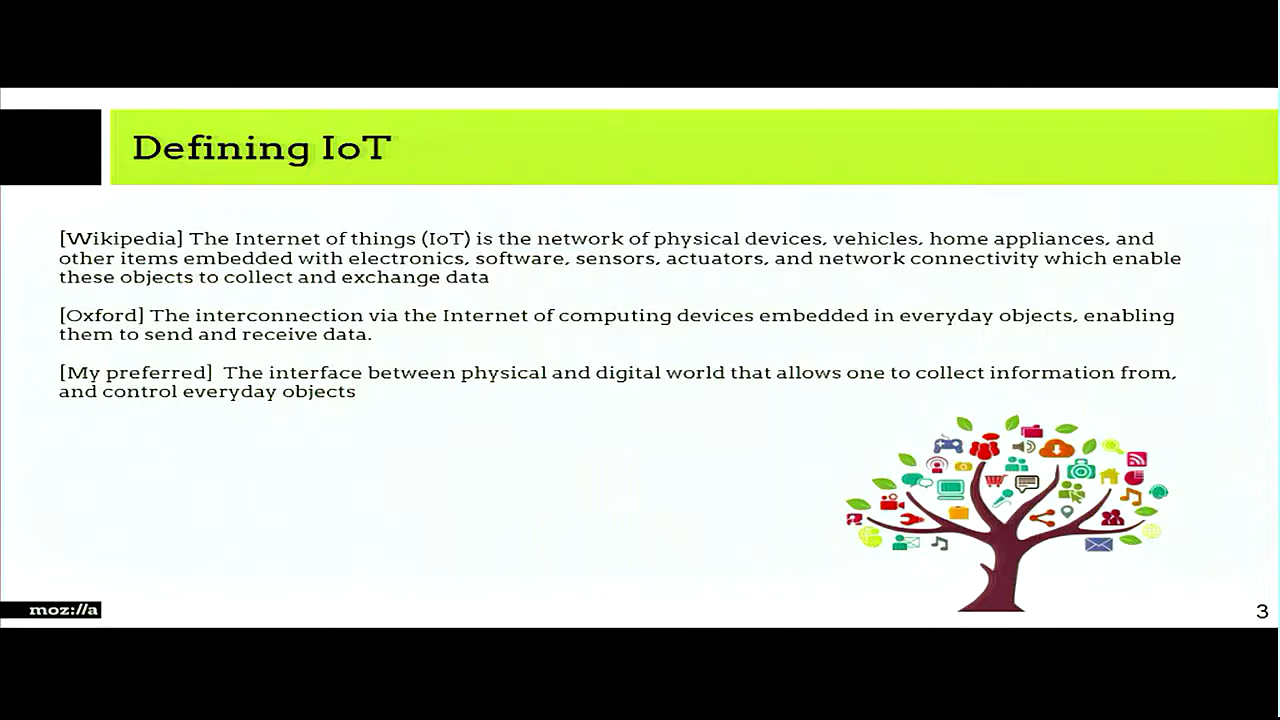 Defining IoT
[Wikipedia] The Internet of things (IoT) is the network of physical devices, vehicles, home appliances, and
other items embedded with electronics, software, sensors, actuators, and network connectivity which enable
these objects to collect and exchange data
[Oxford] The interconnection via the Internet of computing devices embedded in everyday objects, enabling
them to send and receive data.
[My preferred]  The interface between physical and digital world that allows one to collect information from,
and control everyday objects
moz://a
3